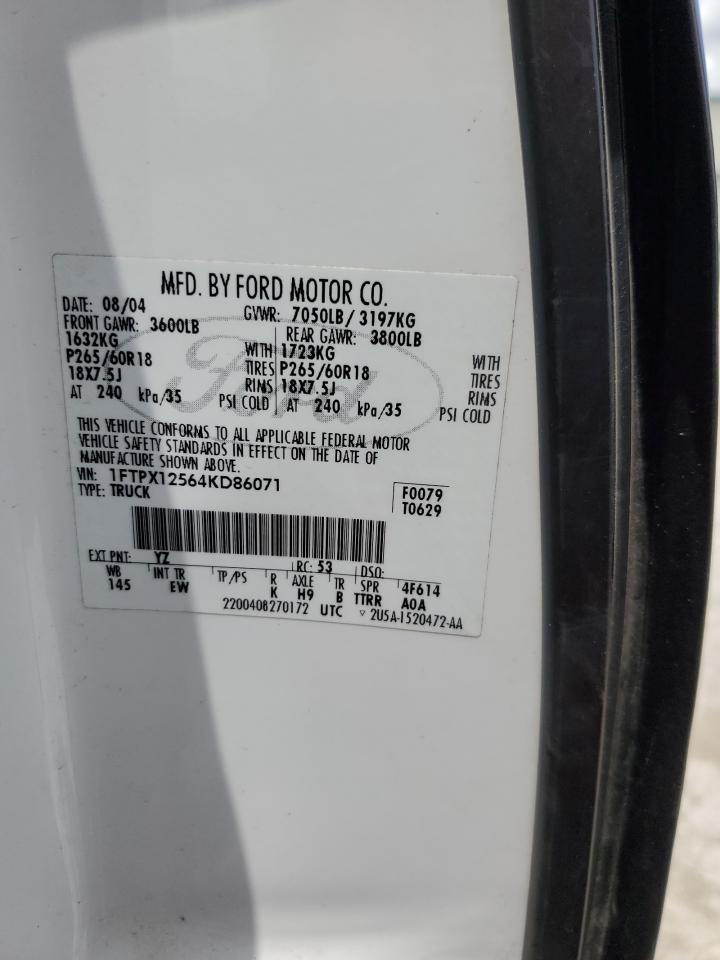 MFD. BY FORD MOTOR CO.
DATE: 08/04 GVWR: 7050LB / 3197KG
FRONT GAWR: 3600LB REAR GAWR: 3800LB
1632KG WITH 1723KG WITH
P265/60R18 TIRES P265/60R18 TIRES
18X7.5J RIMS 18X7.5J RIMS
AT 240 kPa/35 PSI COLD AT 240 kPa/35 PSI COLD
THIS VEHICLE CONFORMS TO ALL APPLICABLE FEDERAL MOTOR
VEHICLE SAFETY STANDARDS IN EFFECT ON THE DATE OF
MANUFACTURE SHOWN ABOVE.
VIN: 1FTPX12564KD86071 F0079
TYPE: TRUCK T0629
Ford
EXT PNT: YZ RC: 53 DSO:
WB INT TR TP/PS R AXLE TR SPR 4F614
145 EW K H9 B TTRR A0A
2200408270172 UTC ▽ 2U5A-1520472-AA